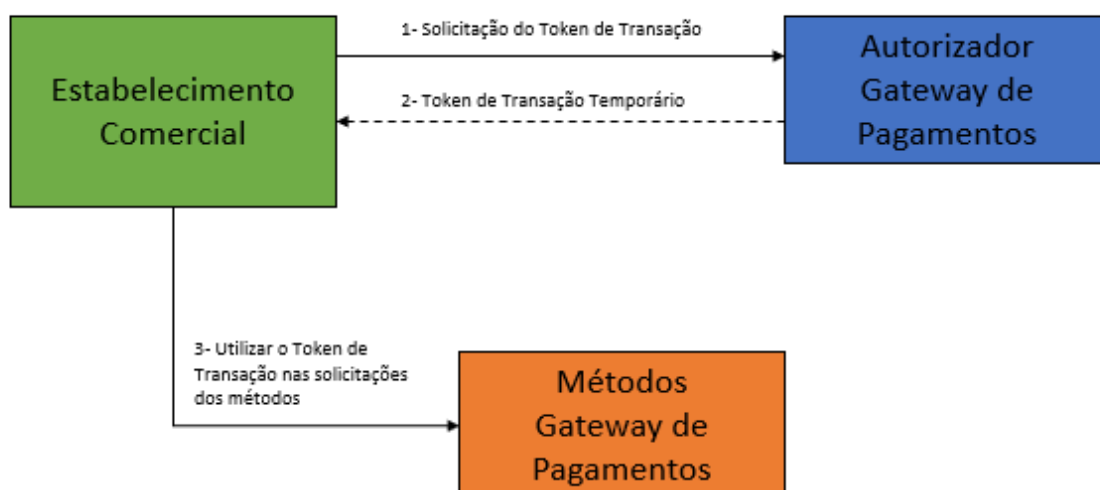 1- Solicitação do Token de Transação
Estabelecimento
Comercial
Autorizador
Gateway de
Pagamentos
2- Token de Transação Temporário
3- Utilizar o Token de
Transação nas solicitações
dos métodos
Métodos
Gateway de
Pagamentos